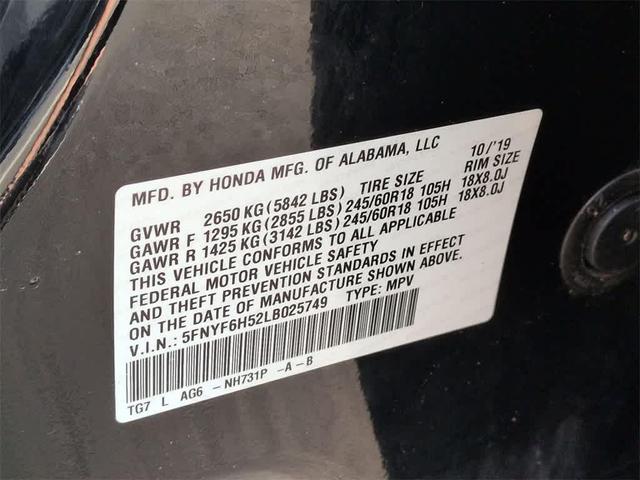 MFD. BY HONDA MFG. OF ALABAMA, LLC 10/'19
GVWR 2650 KG (5842 LBS) TIRE SIZE RIM SIZE
GAWR F 1295 KG (2855 LBS) 245/60R18 105H 18X8.0J
GAWR R 1425 KG (3142 LBS) 245/60R18 105H 18X8.0J
THIS VEHICLE CONFORMS TO ALL APPLICABLE
FEDERAL MOTOR VEHICLE SAFETY
AND THEFT PREVENTION STANDARDS IN EFFECT
ON THE DATE OF MANUFACTURE SHOWN ABOVE.
V.I.N.: 5FNYF6H52LB025749 TYPE: MPV
TG7 L AG6 -NH731P -A-B